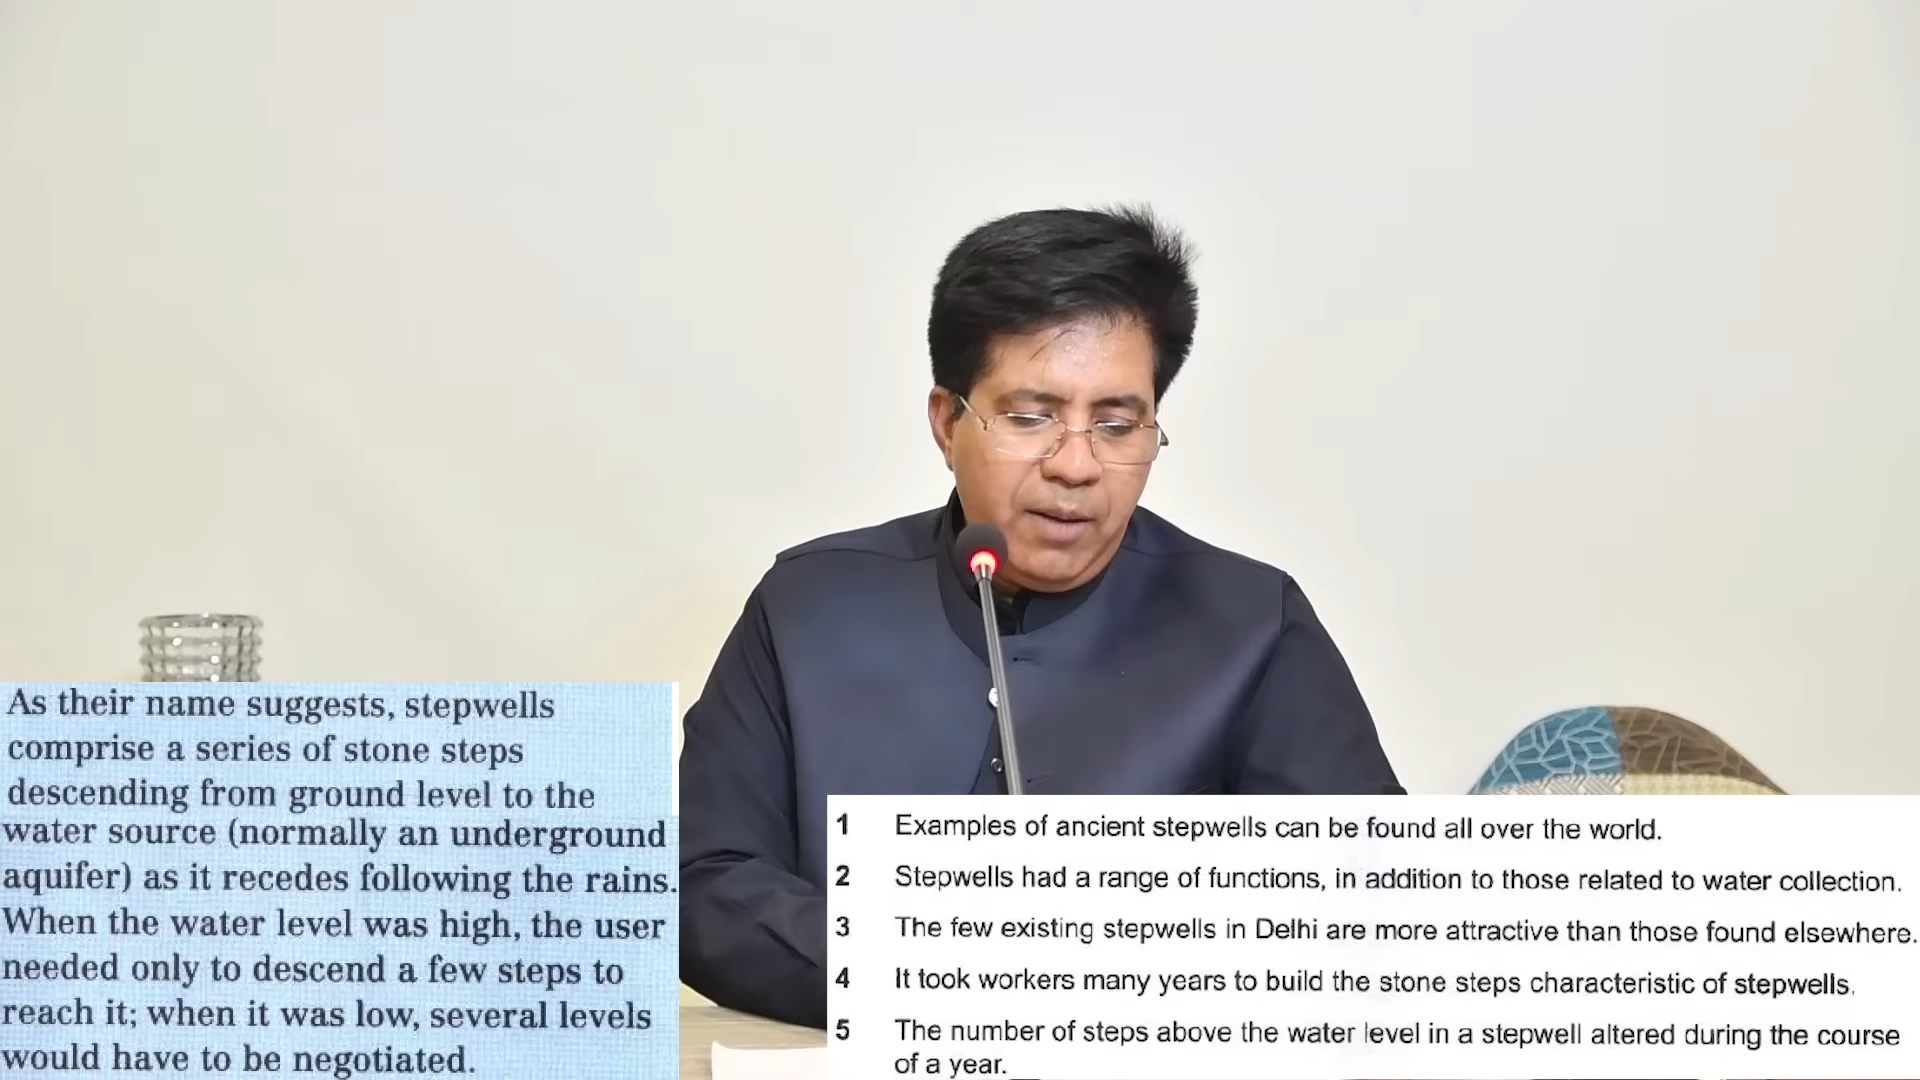 As their name suggests, stepwells
comprise a series of stone steps
descending from ground level to the
water source (normally an underground
aquifer) as it recedes following the rains.
When the water level was high, the user
needed only to descend a few steps to
reach it; when it was low, several levels
would have to be negotiated.
1 Examples of ancient stepwells can be found all over the world.
2 Stepwells had a range of functions, in addition to those related to water collection.
3 The few existing stepwells in Delhi are more attractive than those found elsewhere.
4 It took workers many years to build the stone steps characteristic of stepwells.
5 The number of steps above the water level in a stepwell altered during the course
of a year.